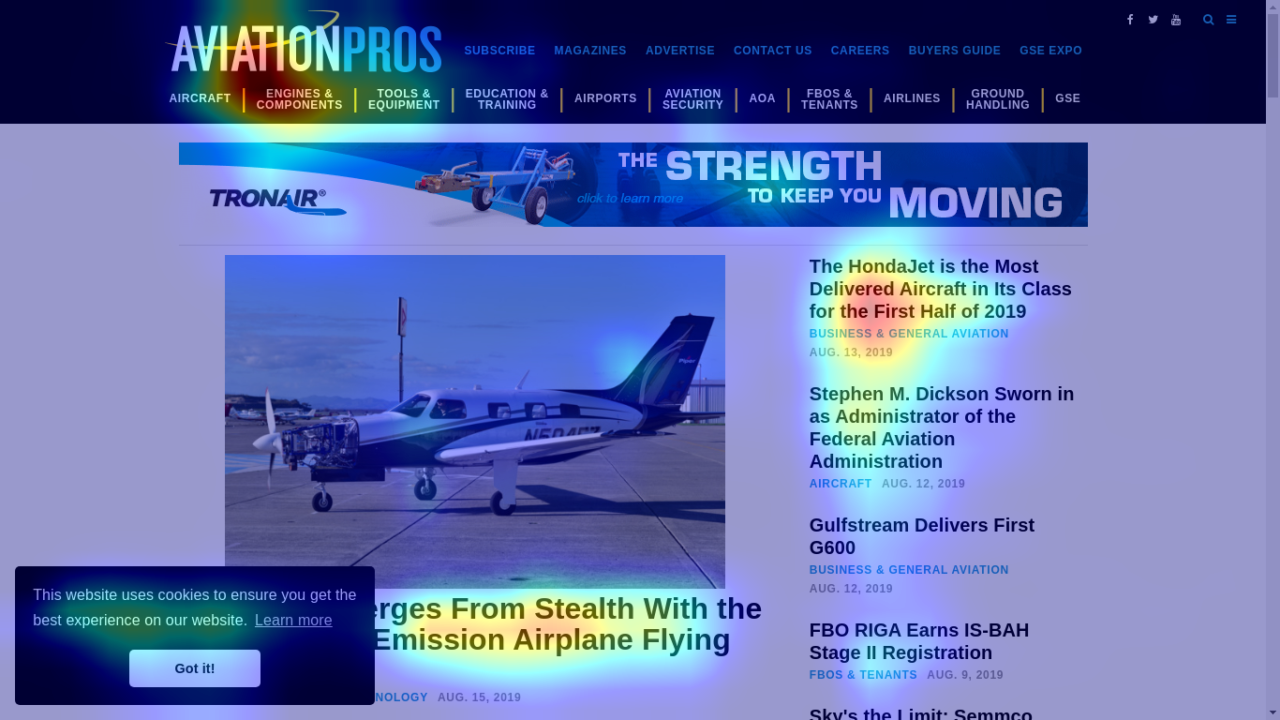 AVIATIONPROS
SUBSCRIBE MAGAZINES ADVERTISE CONTACT US CAREERS BUYERS GUIDE GSE EXPO
AIRCRAFT ENGINES & COMPONENTS TOOLS & EQUIPMENT EDUCATION & TRAINING AIRPORTS AVIATION SECURITY AOA FBOS & TENANTS AIRLINES GROUND HANDLING GSE
TRONAIR®
click to learn more
THE STRENGTH
TO KEEP YOU MOVING
Piper
The HondaJet is the Most
Delivered Aircraft in Its Class
for the First Half of 2019
BUSINESS & GENERAL AVIATION
AUG. 13, 2019
Stephen M. Dickson Sworn in
as Administrator of the
Federal Aviation
Administration
AIRCRAFT AUG. 12, 2019
Gulfstream Delivers First
G600
BUSINESS & GENERAL AVIATION
AUG. 12, 2019
FBO RIGA Earns IS-BAH
Stage II Registration
FBOS & TENANTS AUG. 9, 2019
Sky's the Limit: Semmco
From Stealth With the
Emission Airplane Flying
AUG. 15, 2019
This website uses cookies to ensure you get the
best experience on our website. Learn more
Got it!